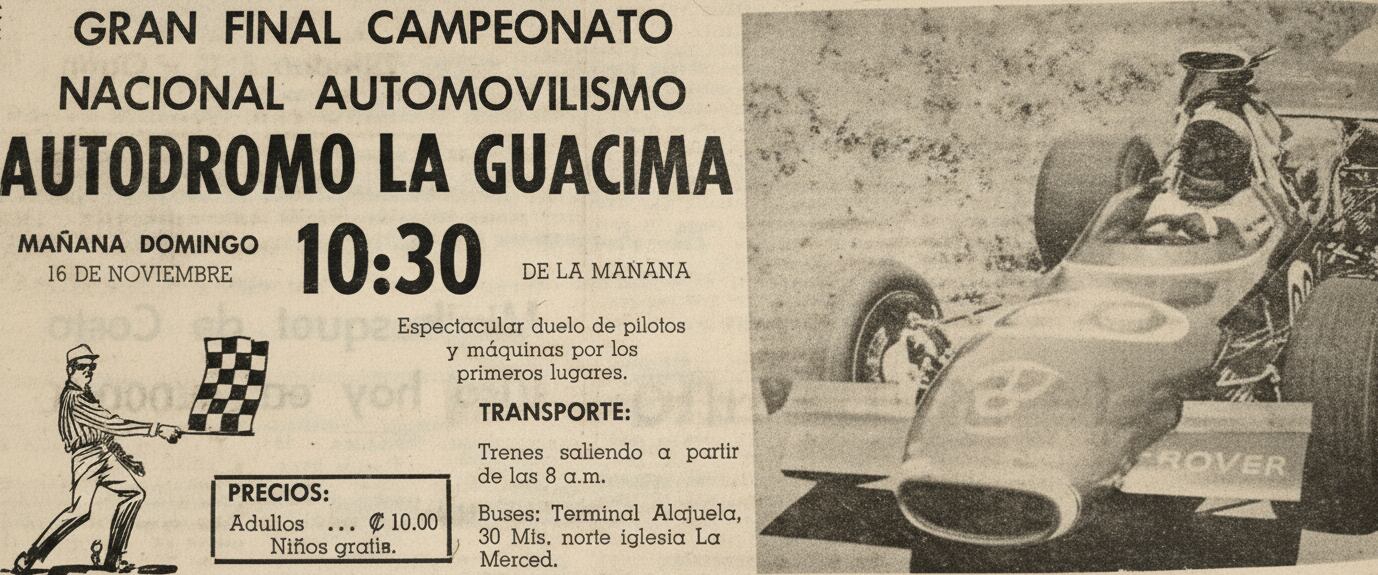 GRAN FINAL CAMPEONATO
NACIONAL AUTOMOVILISMO
AUTODROMO LA GUACIMA
MAÑANA DOMINGO
16 DE NOVIEMBRE
10:30
DE LA MAÑANA
Espectacular duelo de pilotos
y máquinas por los
primeros lugares.
TRANSPORTE:
Trenes saliendo a partir
de las 8 a.m.
Buses: Terminal Alajuela,
30 Mis, norte iglesia La
Merced.
PRECIOS:
Adullos ... ₡ 10.00
Niños gratis.
ROVER